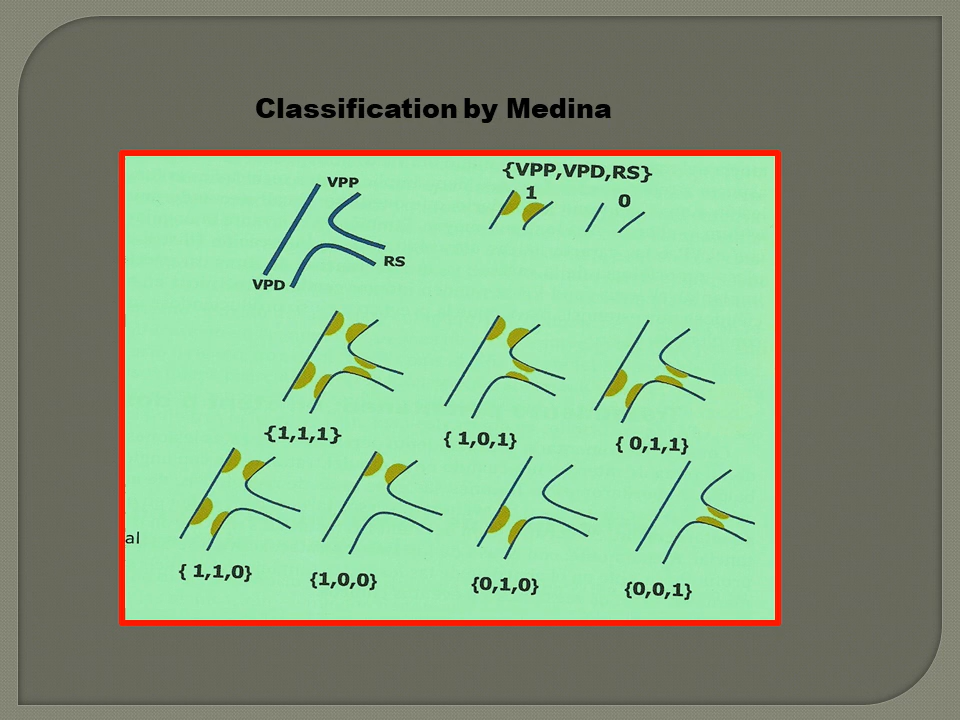 Classification by Medina
{VPP,VPD,RS}
VPP
1
0
RS
VPD
{1,1,1}
{ 1,0,1}
{ 0,1,1}
al
{ 1,1,0}
{1,0,0}
{0,1,0}
{0,0,1}